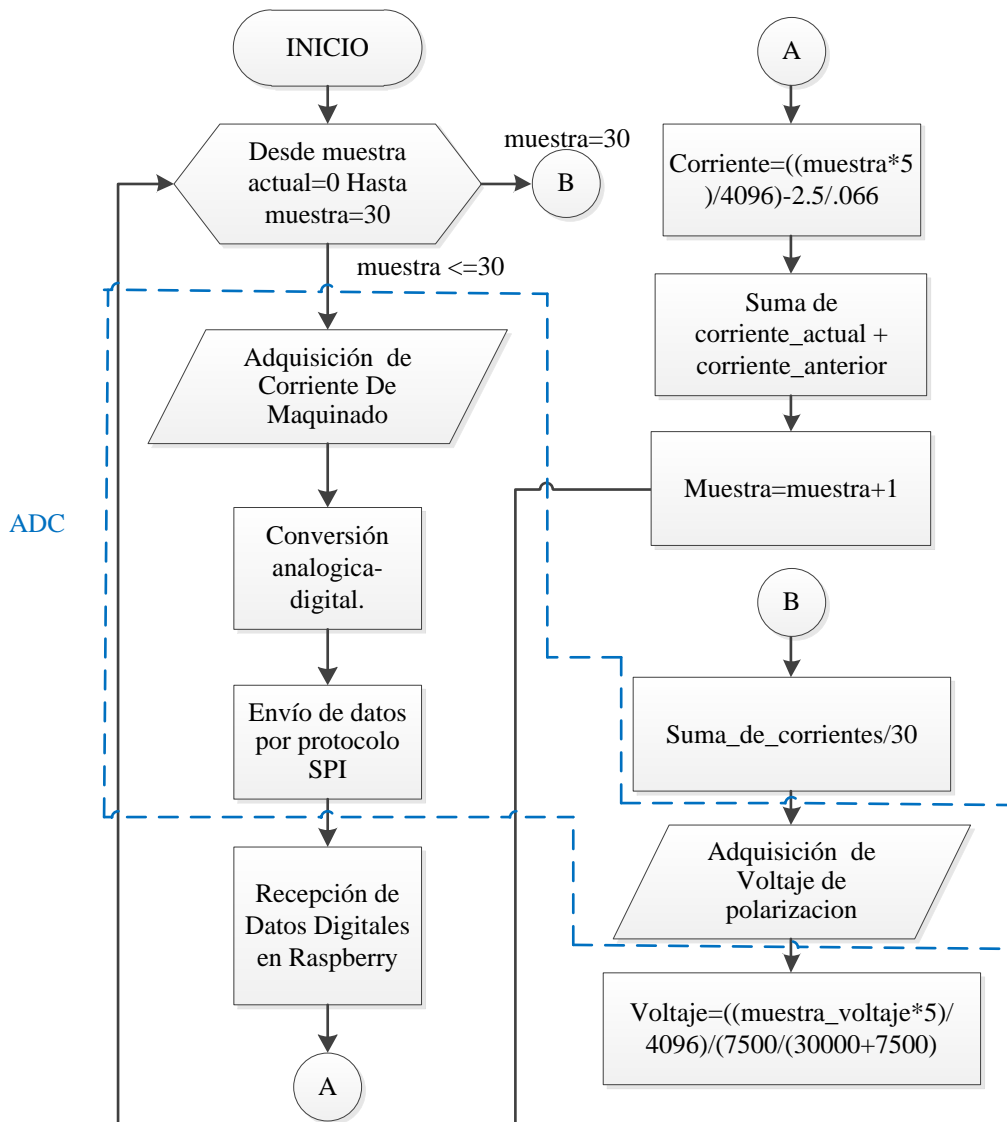 INICIO
Desde muestra
actual=0 Hasta
muestra=30
muestra=30
B
muestra <=30
ADC
Adquisición de
Corriente De
Maquinado
Conversión
analogica-
digital.
Envío de datos
por protocolo
SPI
Recepción de
Datos Digitales
en Raspberry
A
A
Corriente=((muestra*5
)/4096)-2.5/.066
Suma de
corriente_actual +
corriente_anterior
Muestra=muestra+1
B
Suma_de_corrientes/30
Adquisición de
Voltaje de
polarizacion
Voltaje=((muestra_voltaje*5)/
4096)/(7500/(30000+7500)